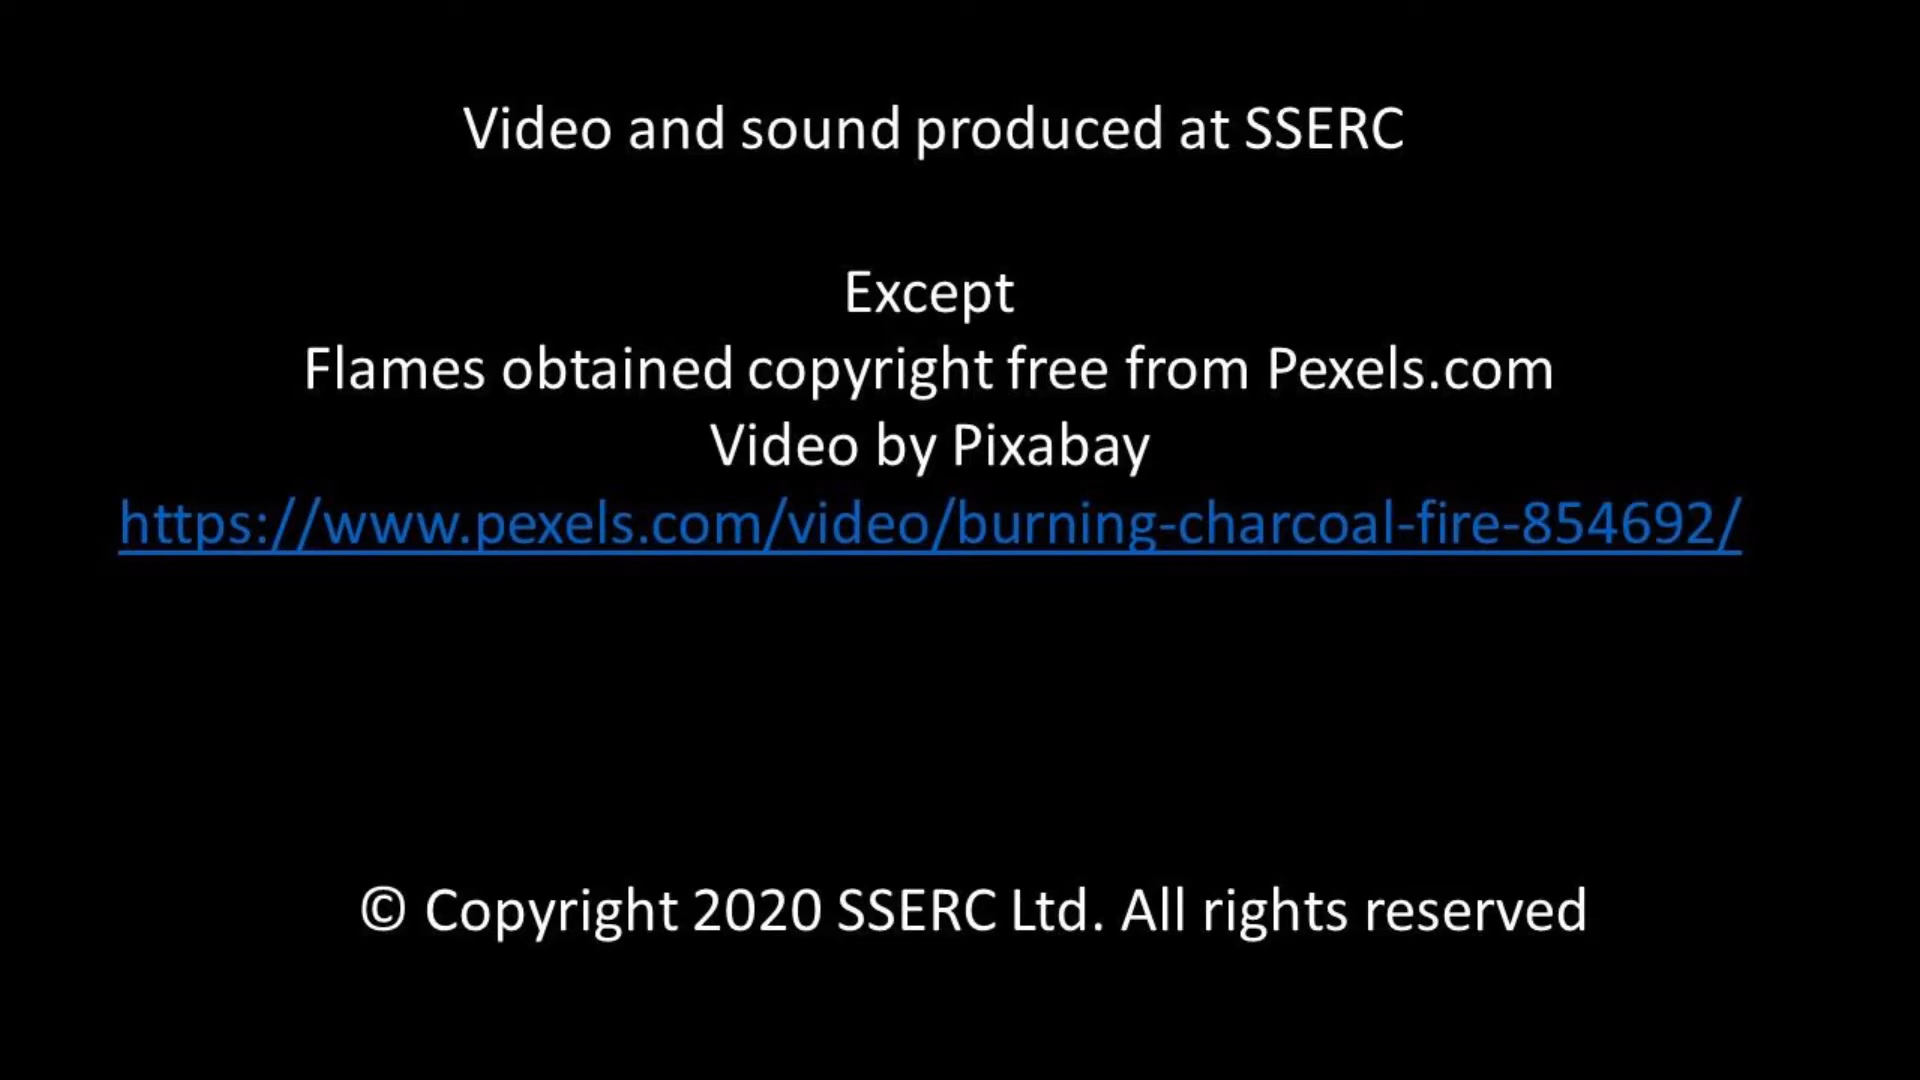 Video and sound produced at SSERC
Except
Flames obtained copyright free from Pexels.com
Video by Pixabay
https://www.pexels.com/video/burning-charcoal-fire-854692/
© Copyright 2020 SSERC Ltd. All rights reserved